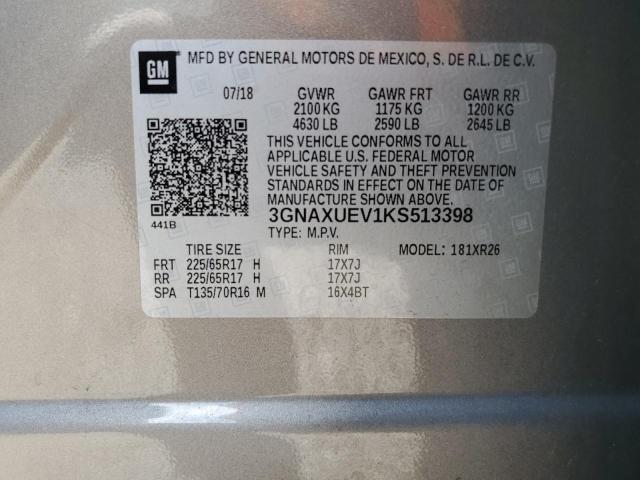 GM
MFD BY GENERAL MOTORS DE MEXICO, S. DE R.L. DE C.V.
07/18 GVWR GAWR FRT GAWR RR
2100 KG 1175 KG 1200 KG
4630 LB 2590 LB 2645 LB
THIS VEHICLE CONFORMS TO ALL
APPLICABLE U.S. FEDERAL MOTOR
VEHICLE SAFETY AND THEFT PREVENTION
STANDARDS IN EFFECT ON THE DATE OF
MANUFACTURE SHOWN ABOVE.
3GNAXUEV1KS513398
441B
TYPE: M.P.V.
TIRE SIZE RIM MODEL: 181XR26
FRT 225/65R17 H 17X7J
RR 225/65R17 H 17X7J
SPA T135/70R16 M 16X4BT